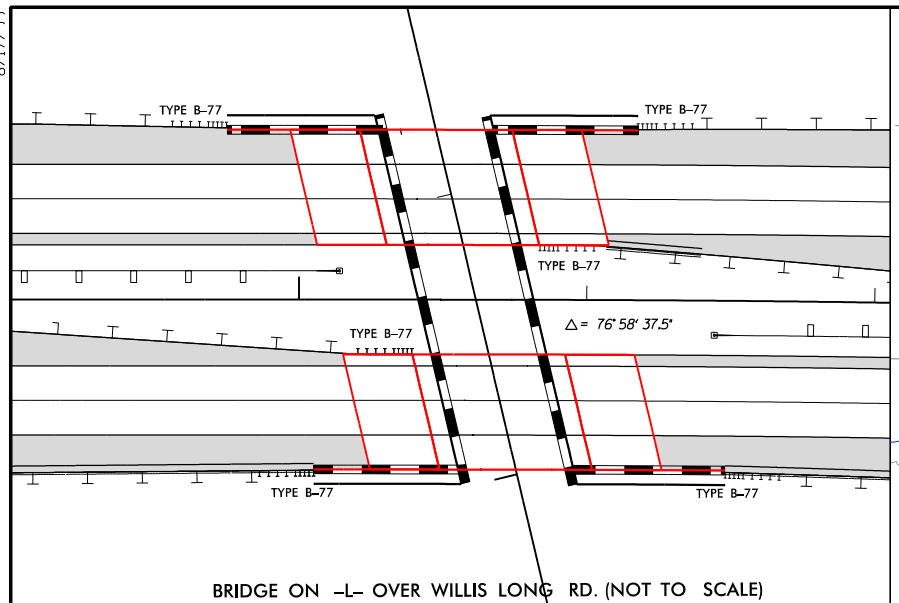 TYPE B-77
TYPE B-77
TYPE B-77
△= 76° 58' 37.5"
TYPE B-77
TYPE B-77
TYPE B-77
BRIDGE ON -L- OVER WILLIS LONG RD. (NOT TO SCALE)